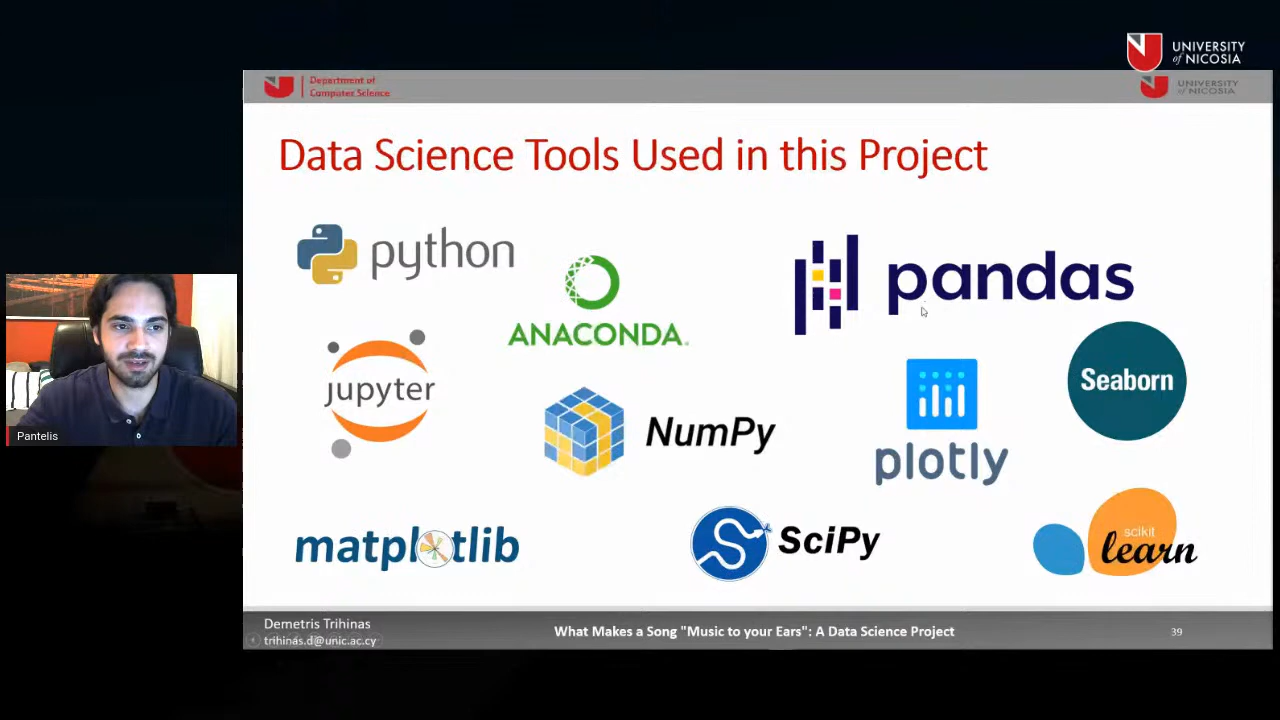 UNIVERSITY
of NICOSIA
Department of
Computer Science
UNIVERSITY
of NICOSIA
Data Science Tools Used in this Project
python
ANACONDA
pandas
jupyter
NumPy
plotly
Seaborn
matplotlib
SciPy
scikit
learn
Pantelis
Demetris Trihinas
trihinas.d@unic.ac.cy
What Makes a Song "Music to your Ears": A Data Science Project
39